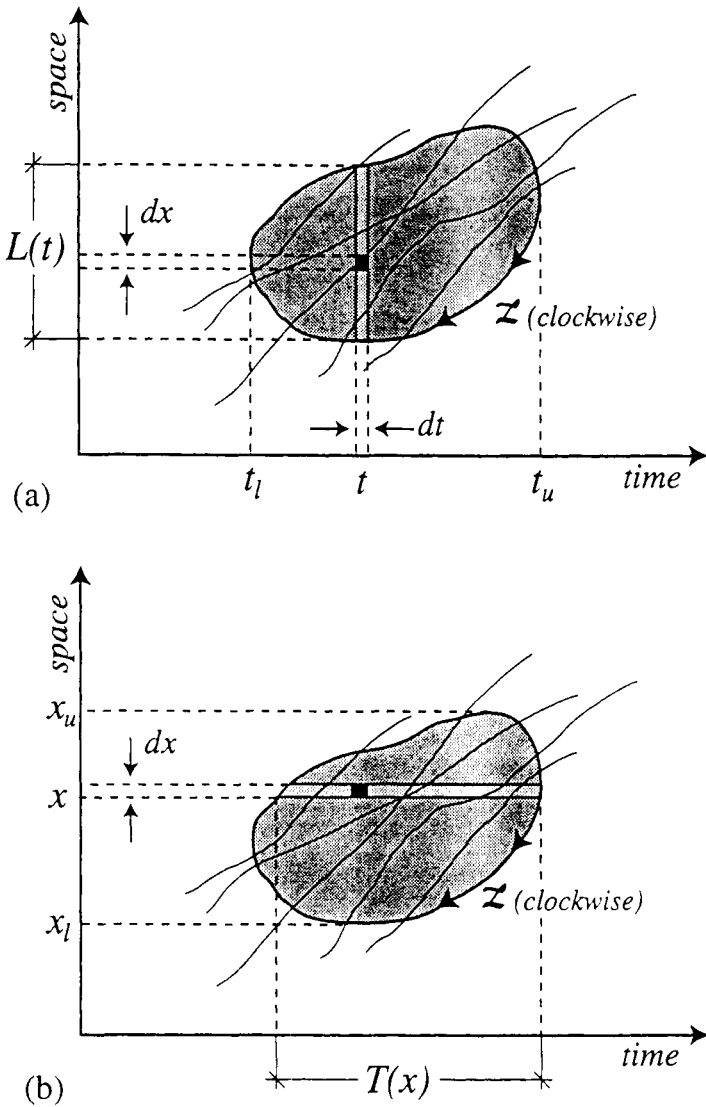 space
dx
L(t)
z (clockwise)
dt
t_l
t
t_u
time
(a)
space
x_u
dx
x
z (clockwise)
x_l
time
T(x)
(b)